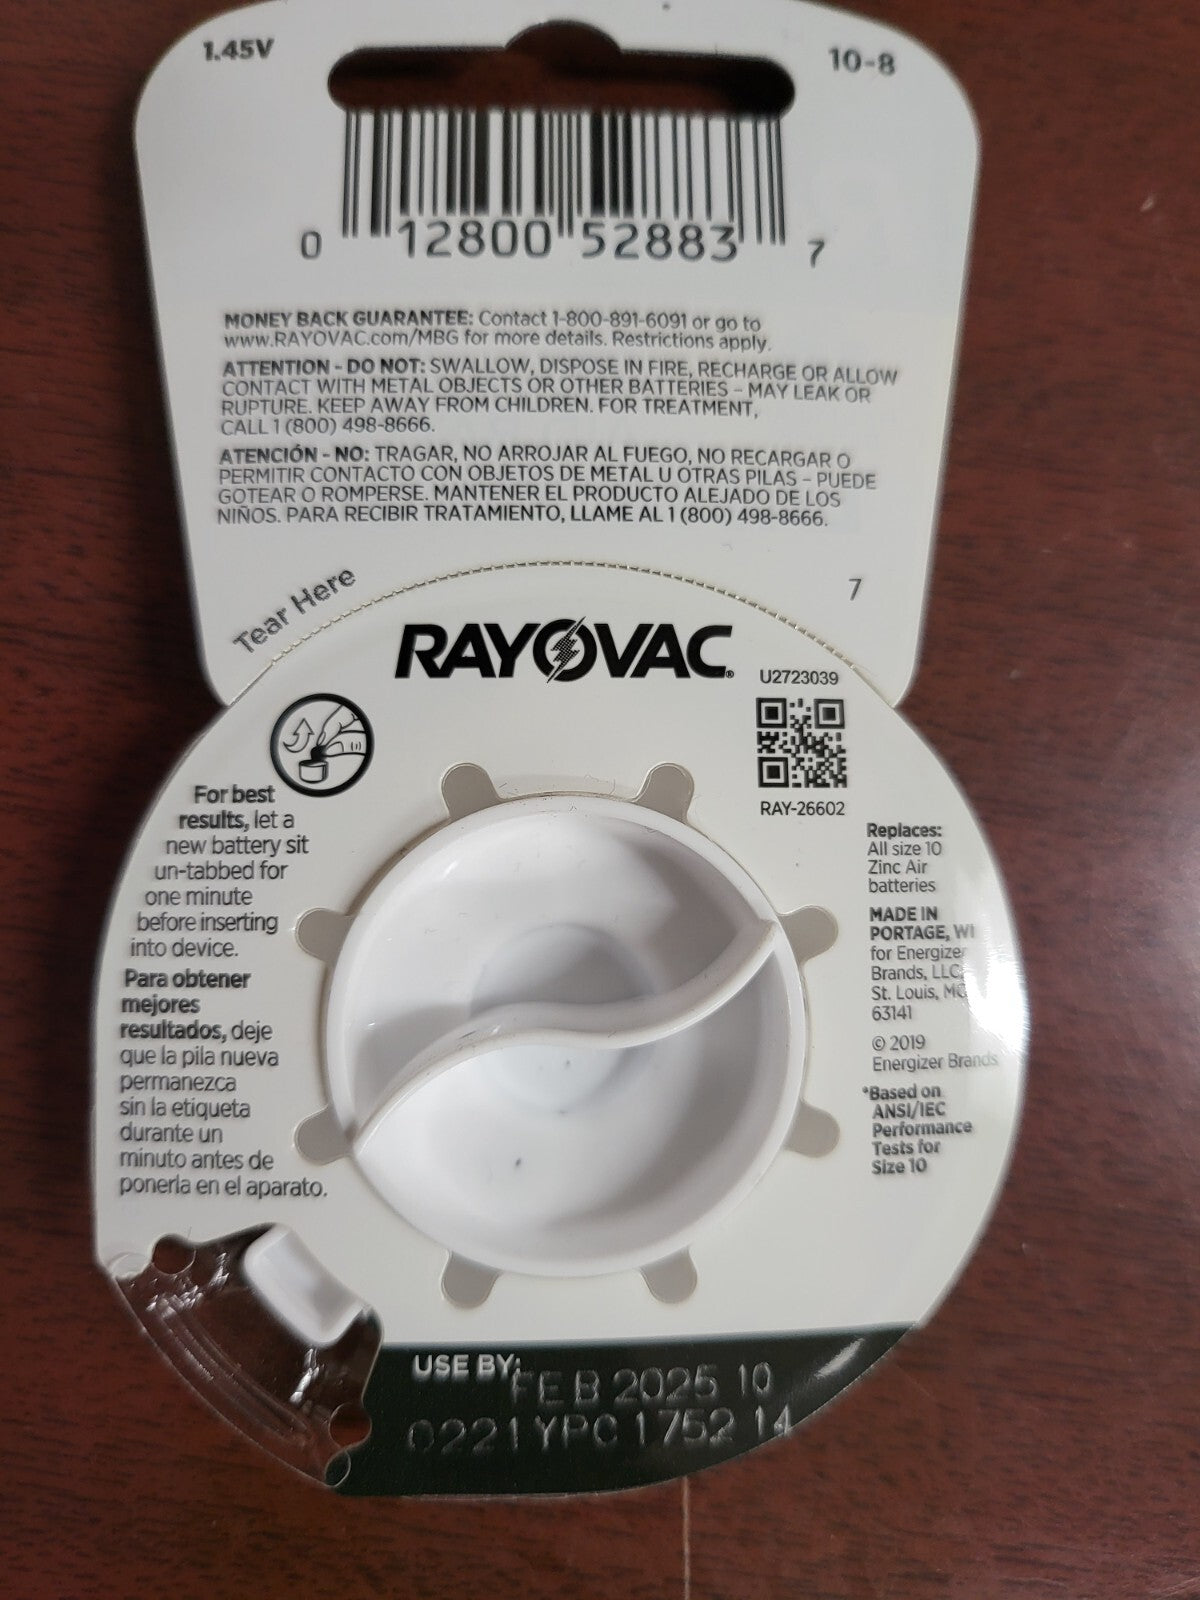 1.45V
10-8
0 12800 52883 7
MONEY BACK GUARANTEE: Contact 1-800-891-6091 or go to
www.RAYOVAC.com/MBG for more details. Restrictions apply.
ATTENTION - DO NOT: SWALLOW, DISPOSE IN FIRE, RECHARGE OR ALLOW
CONTACT WITH METAL OBJECTS OR OTHER BATTERIES – MAY LEAK OR
RUPTURE. KEEP AWAY FROM CHILDREN. FOR TREATMENT,
CALL 1 (800) 498-8666.
ATENCIÓN - NO: TRAGAR, NO ARROJAR AL FUEGO, NO RECARGAR O
PERMITIR CONTACTO CON OBJETOS DE METAL U OTRAS PILAS – PUEDE
GOTEAR O ROMPERSE. MANTENER EL PRODUCTO ALEJADO DE LOS
NIÑOS. PARA RECIBIR TRATAMIENTO, LLAME AL 1 (800) 498-8666.
Tear Here
7
RAYOVAC®
U2723039
RAY-26602
For best
results, let a
new battery sit
un-tabbed for
one minute
before inserting
into device.
Para obtener
mejores
resultados, deje
que la pila nueva
permanezca
sin la etiqueta
durante un
minuto antes de
ponerla en el aparato.
Replaces:
All size 10
Zinc Air
batteries
MADE IN
PORTAGE, WI
for Energizer
Brands, LLC,
St. Louis, MO
63141
© 2019
Energizer Brands
*Based on
ANSI/IEC
Performance
Tests for
Size 10
USE BY:
FEB 2025 10
0221YPC 1752 14